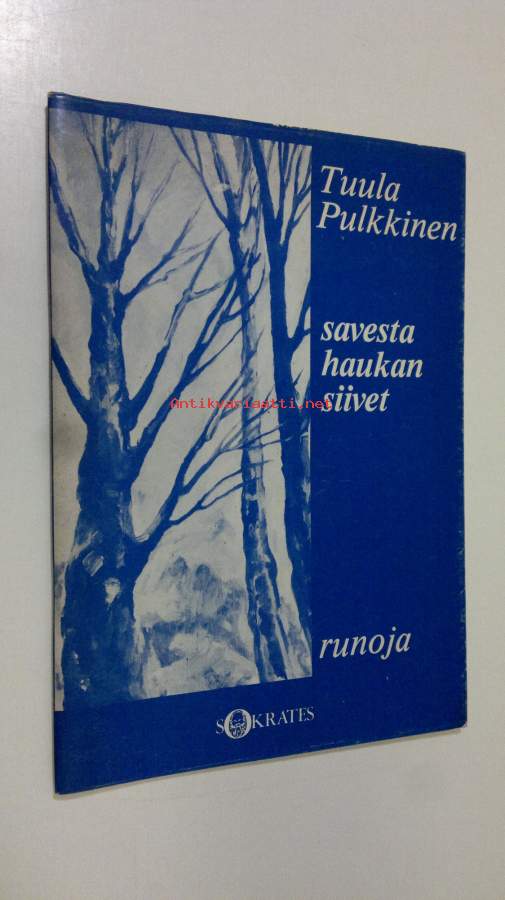 Tuula
Pulkkinen
savesta
haukan
siivet
Antikvariaatti.net
runoja
SOKRATES